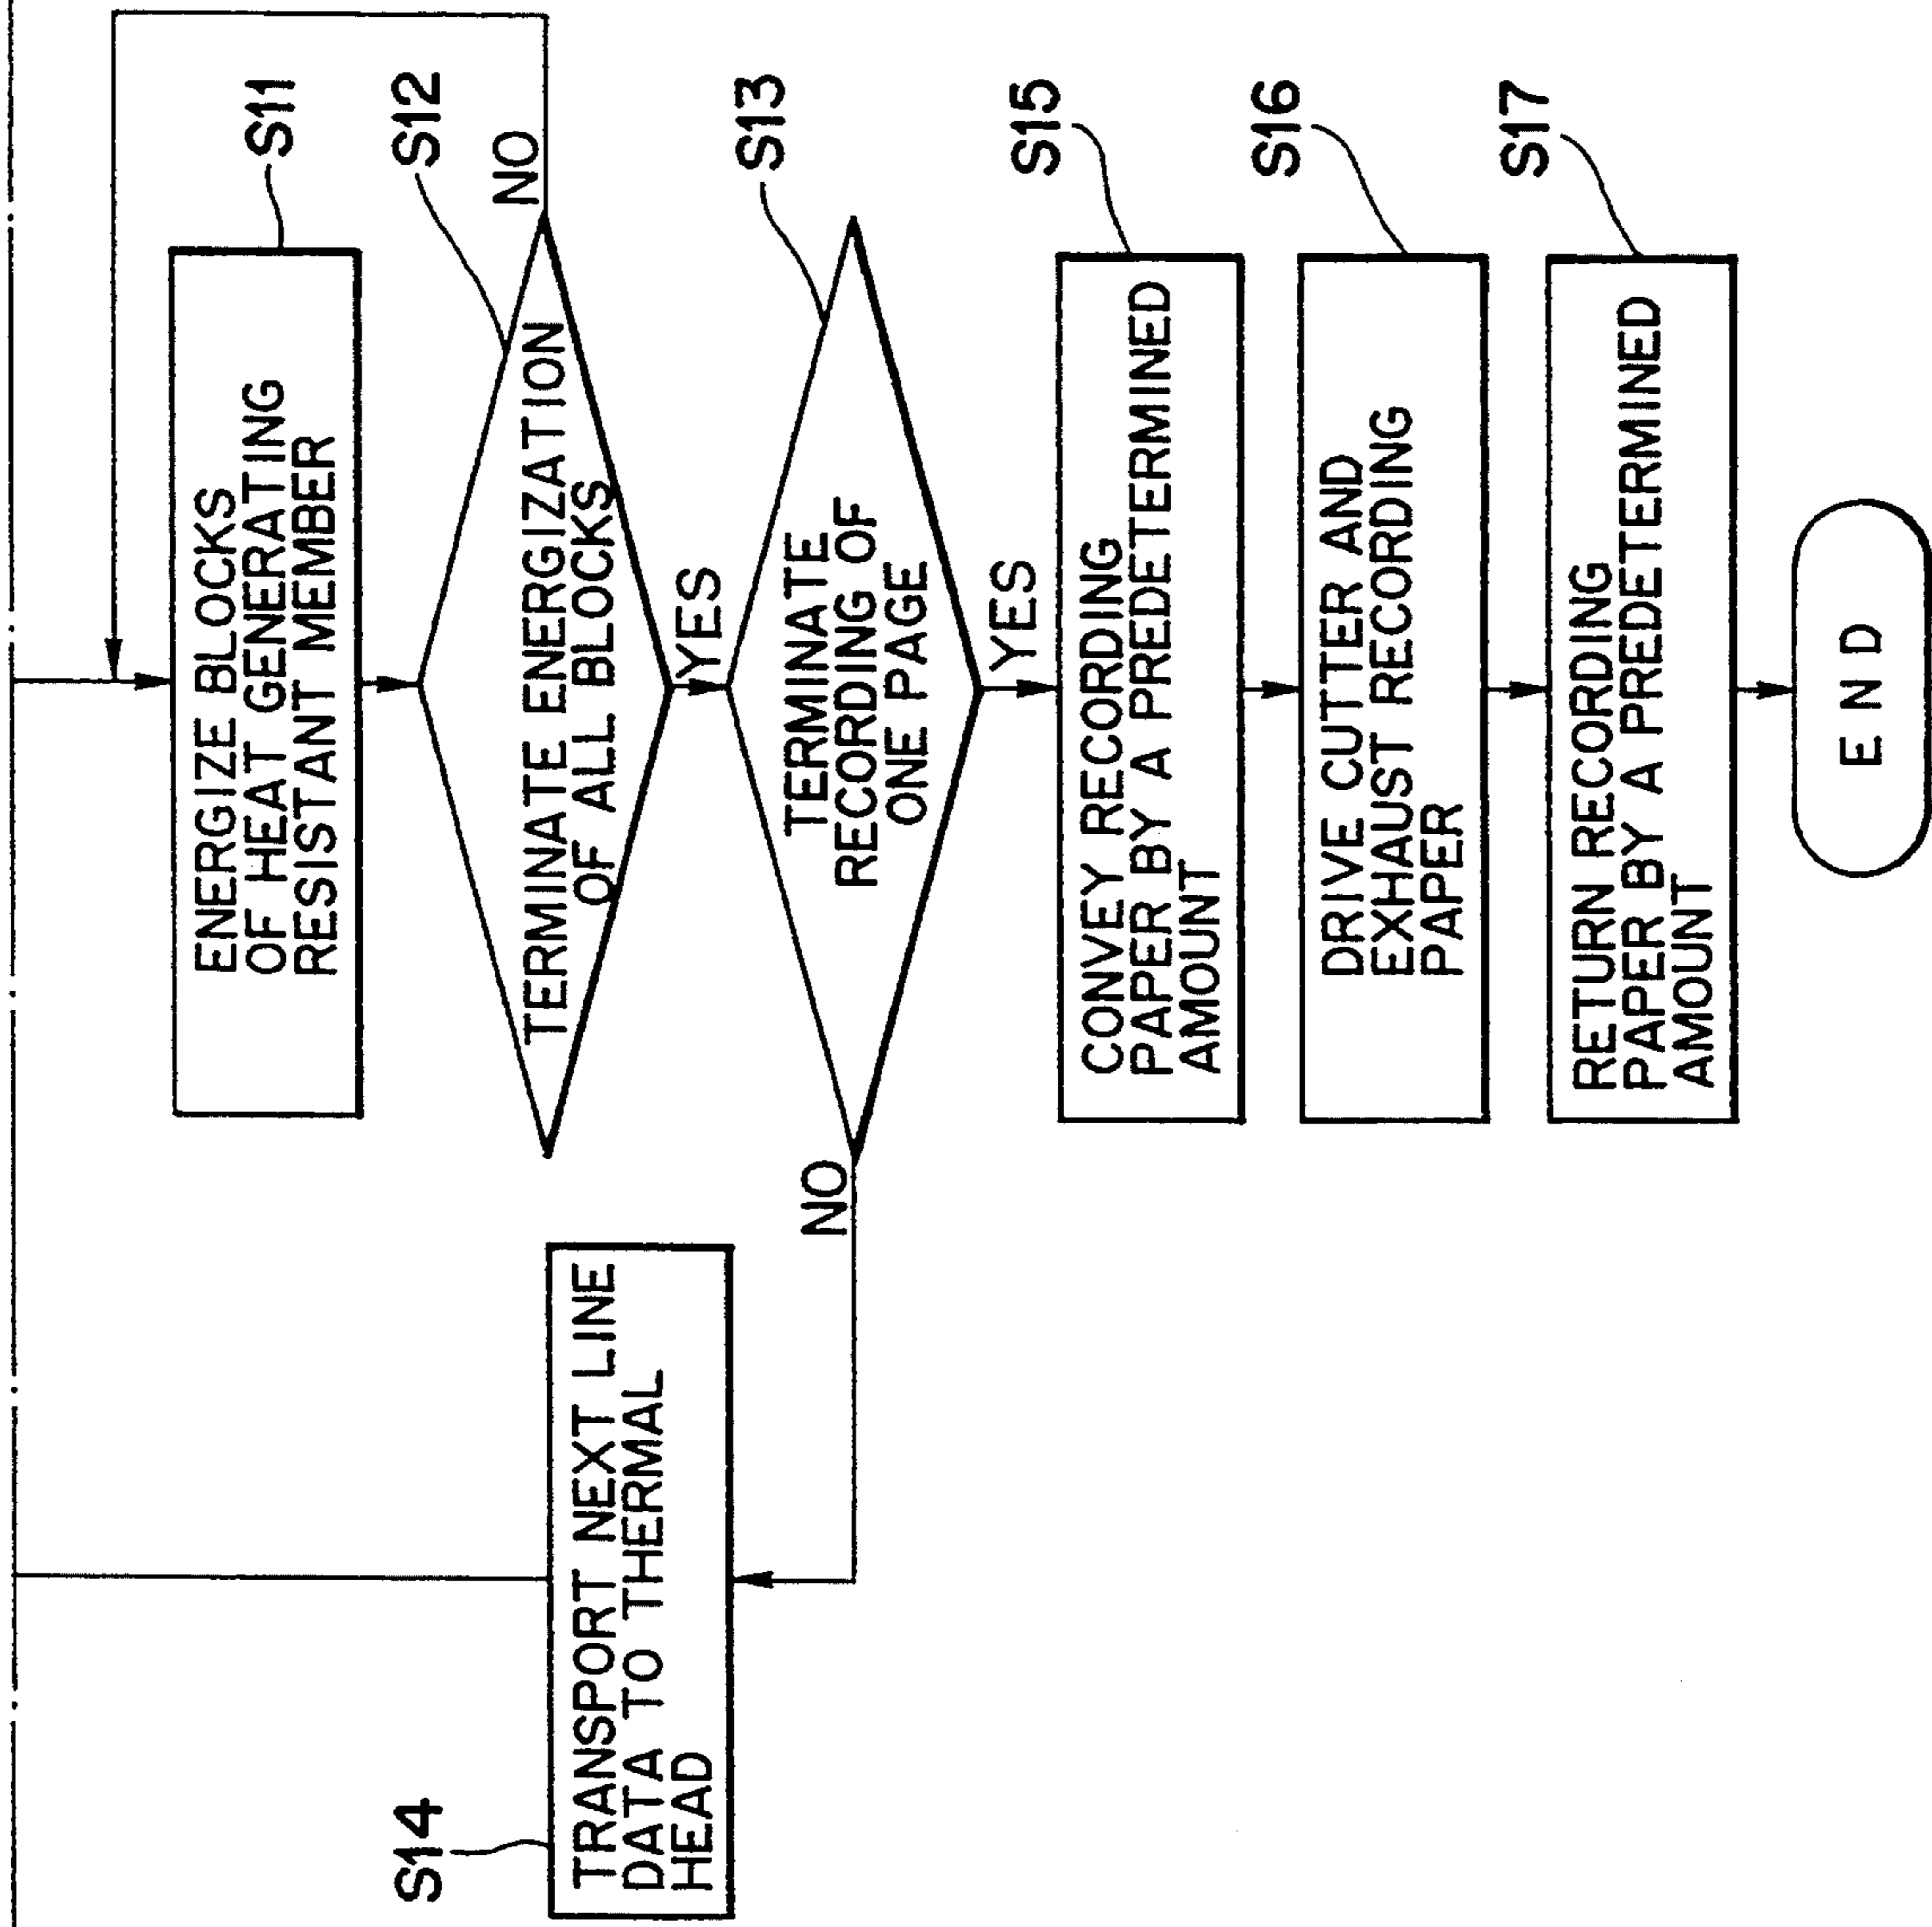 S11
ENERGIZE BLOCKS
OF HEAT GENERATING
RESISTANT MEMBER
S12
NO
TERMINATE ENERGIZATION
OF ALL BLOCKS
YES
S13
TERMINATE
RECORDING OF
ONE PAGE
NO
YES
S14
TRANSPORT NEXT LINE
DATA TO THERMAL
HEAD
S15
CONVEY RECORDING
PAPER BY A PREDETERMINED
AMOUNT
S16
DRIVE CUTTER AND
EXHAUST RECORDING
PAPER
S17
RETURN RECORDING
PAPER BY A PREDETERMINED
AMOUNT
END